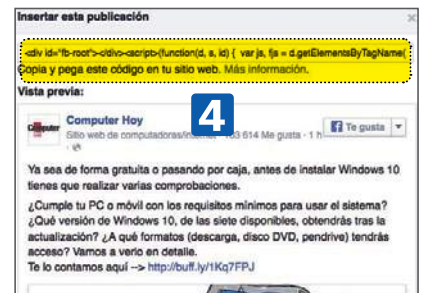 Insertar esta publicación
<div id="fb-root"></div><script>(function(d, s, id) { var js, fjs = d.getElementsByTagName(
Copia y pega este código en tu sitio web. Más información.
Vista previa:
4
Computer Hoy
Sitio web de computadoras/internet · 103 614 Me gusta · 1 h
Te gusta
Ya sea de forma gratuita o pasando por caja, antes de instalar Windows 10
tienes que realizar varias comprobaciones.
¿Cumple tu PC o móvil con los requisitos mínimos para usar el sistema?
¿Qué versión de Windows 10, de las siete disponibles, obtendrás tras la
actualización? ¿A qué formatos (descarga, disco DVD, pendrive) tendrás
acceso? Vamos a verlo en detalle.
Te lo contamos aquí --> http://buff.ly/1Kq7FPJ